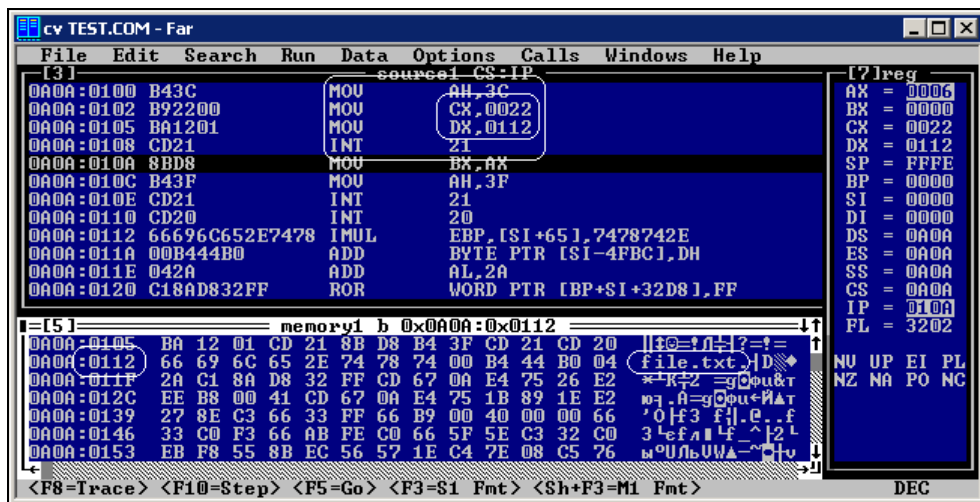 cv TEST.COM - Far
File Edit Search Run Data Options Calls Windows Help
[3] source1 CS:IP
0A0A:0100 B43C MOV AH,3C
0A0A:0102 B92200 MOV CX,0022
0A0A:0105 BA1201 MOV DX,0112
0A0A:0108 CD21 INT 21
0A0A:010A 8BD8 MOV BX,AX
0A0A:010C B43F MOV AH,3F
0A0A:010E CD21 INT 21
0A0A:0110 CD20 INT 20
0A0A:0112 66696C652E7478 IMUL EBP,[SI+65],7478742E
0A0A:011A 00B444B0 ADD BYTE PTR [SI-4FBC],DH
0A0A:011E 042A ADD AL,2A
0A0A:0120 C18AD832FF ROR WORD PTR [BP+SI+32D8],FF
[7]reg
AX = 0006
BX = 0000
CX = 0022
DX = 0112
SP = FFFE
BP = 0000
SI = 0000
DI = 0000
DS = 0A0A
ES = 0A0A
SS = 0A0A
CS = 0A0A
IP = 010A
FL = 3202
NV UP EI PL
NZ NA PO NC
[5] memory1 b 0x0A0A:0x0112
0A0A:0105 BA 12 01 CD 21 8B D8 B4 3F CD 21 CD 20
0A0A:0112 66 69 6C 65 2E 74 78 74 00 B4 44 B0 04 file.txt.
0A0A:011F 2A C1 8A D8 32 FF CD 67 0A E4 75 26 E2
0A0A:012C EE B8 00 41 CD 67 0A E4 75 1B 89 1E E2
0A0A:0139 27 8E C3 66 33 FF 66 B9 00 40 00 00 66
0A0A:0146 33 C0 F3 66 AB FE C0 66 5F 5E C3 32 C0
0A0A:0153 EB F8 55 8B EC 56 57 1E C4 7E 08 C5 76
<F8=Trace> <F10=Step> <F5=Go> <F3=S1 Fmt> <Sh+F3=M1 Fmt> DEC